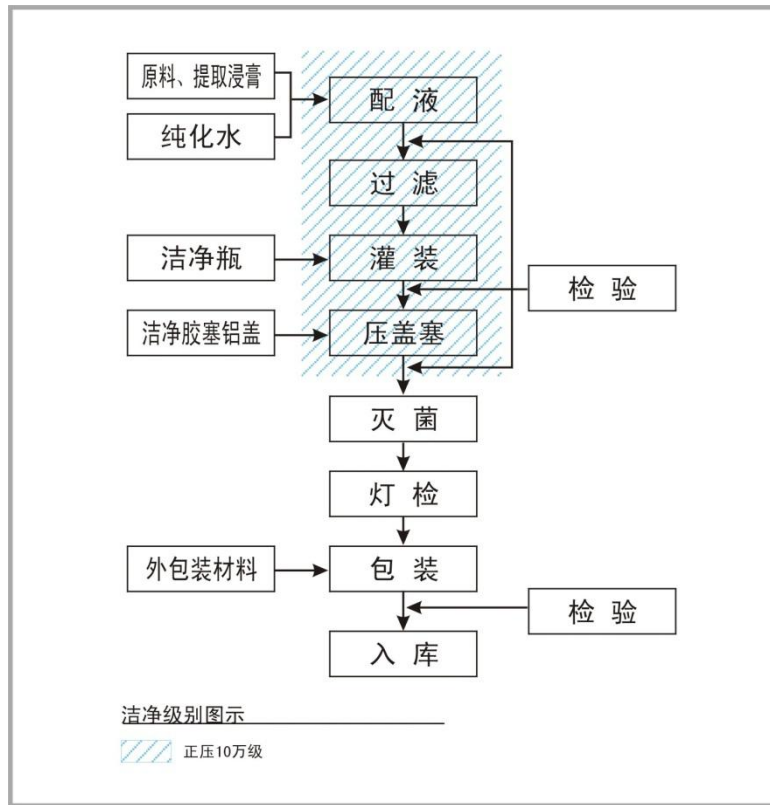 原料、提取浸膏
配液
纯化水
过滤
洁净瓶
灌装
检验
洁净胶塞铝盖
压盖塞
灭菌
灯检
外包装材料
包装
检验
入库
洁净级别图示
正压10万级